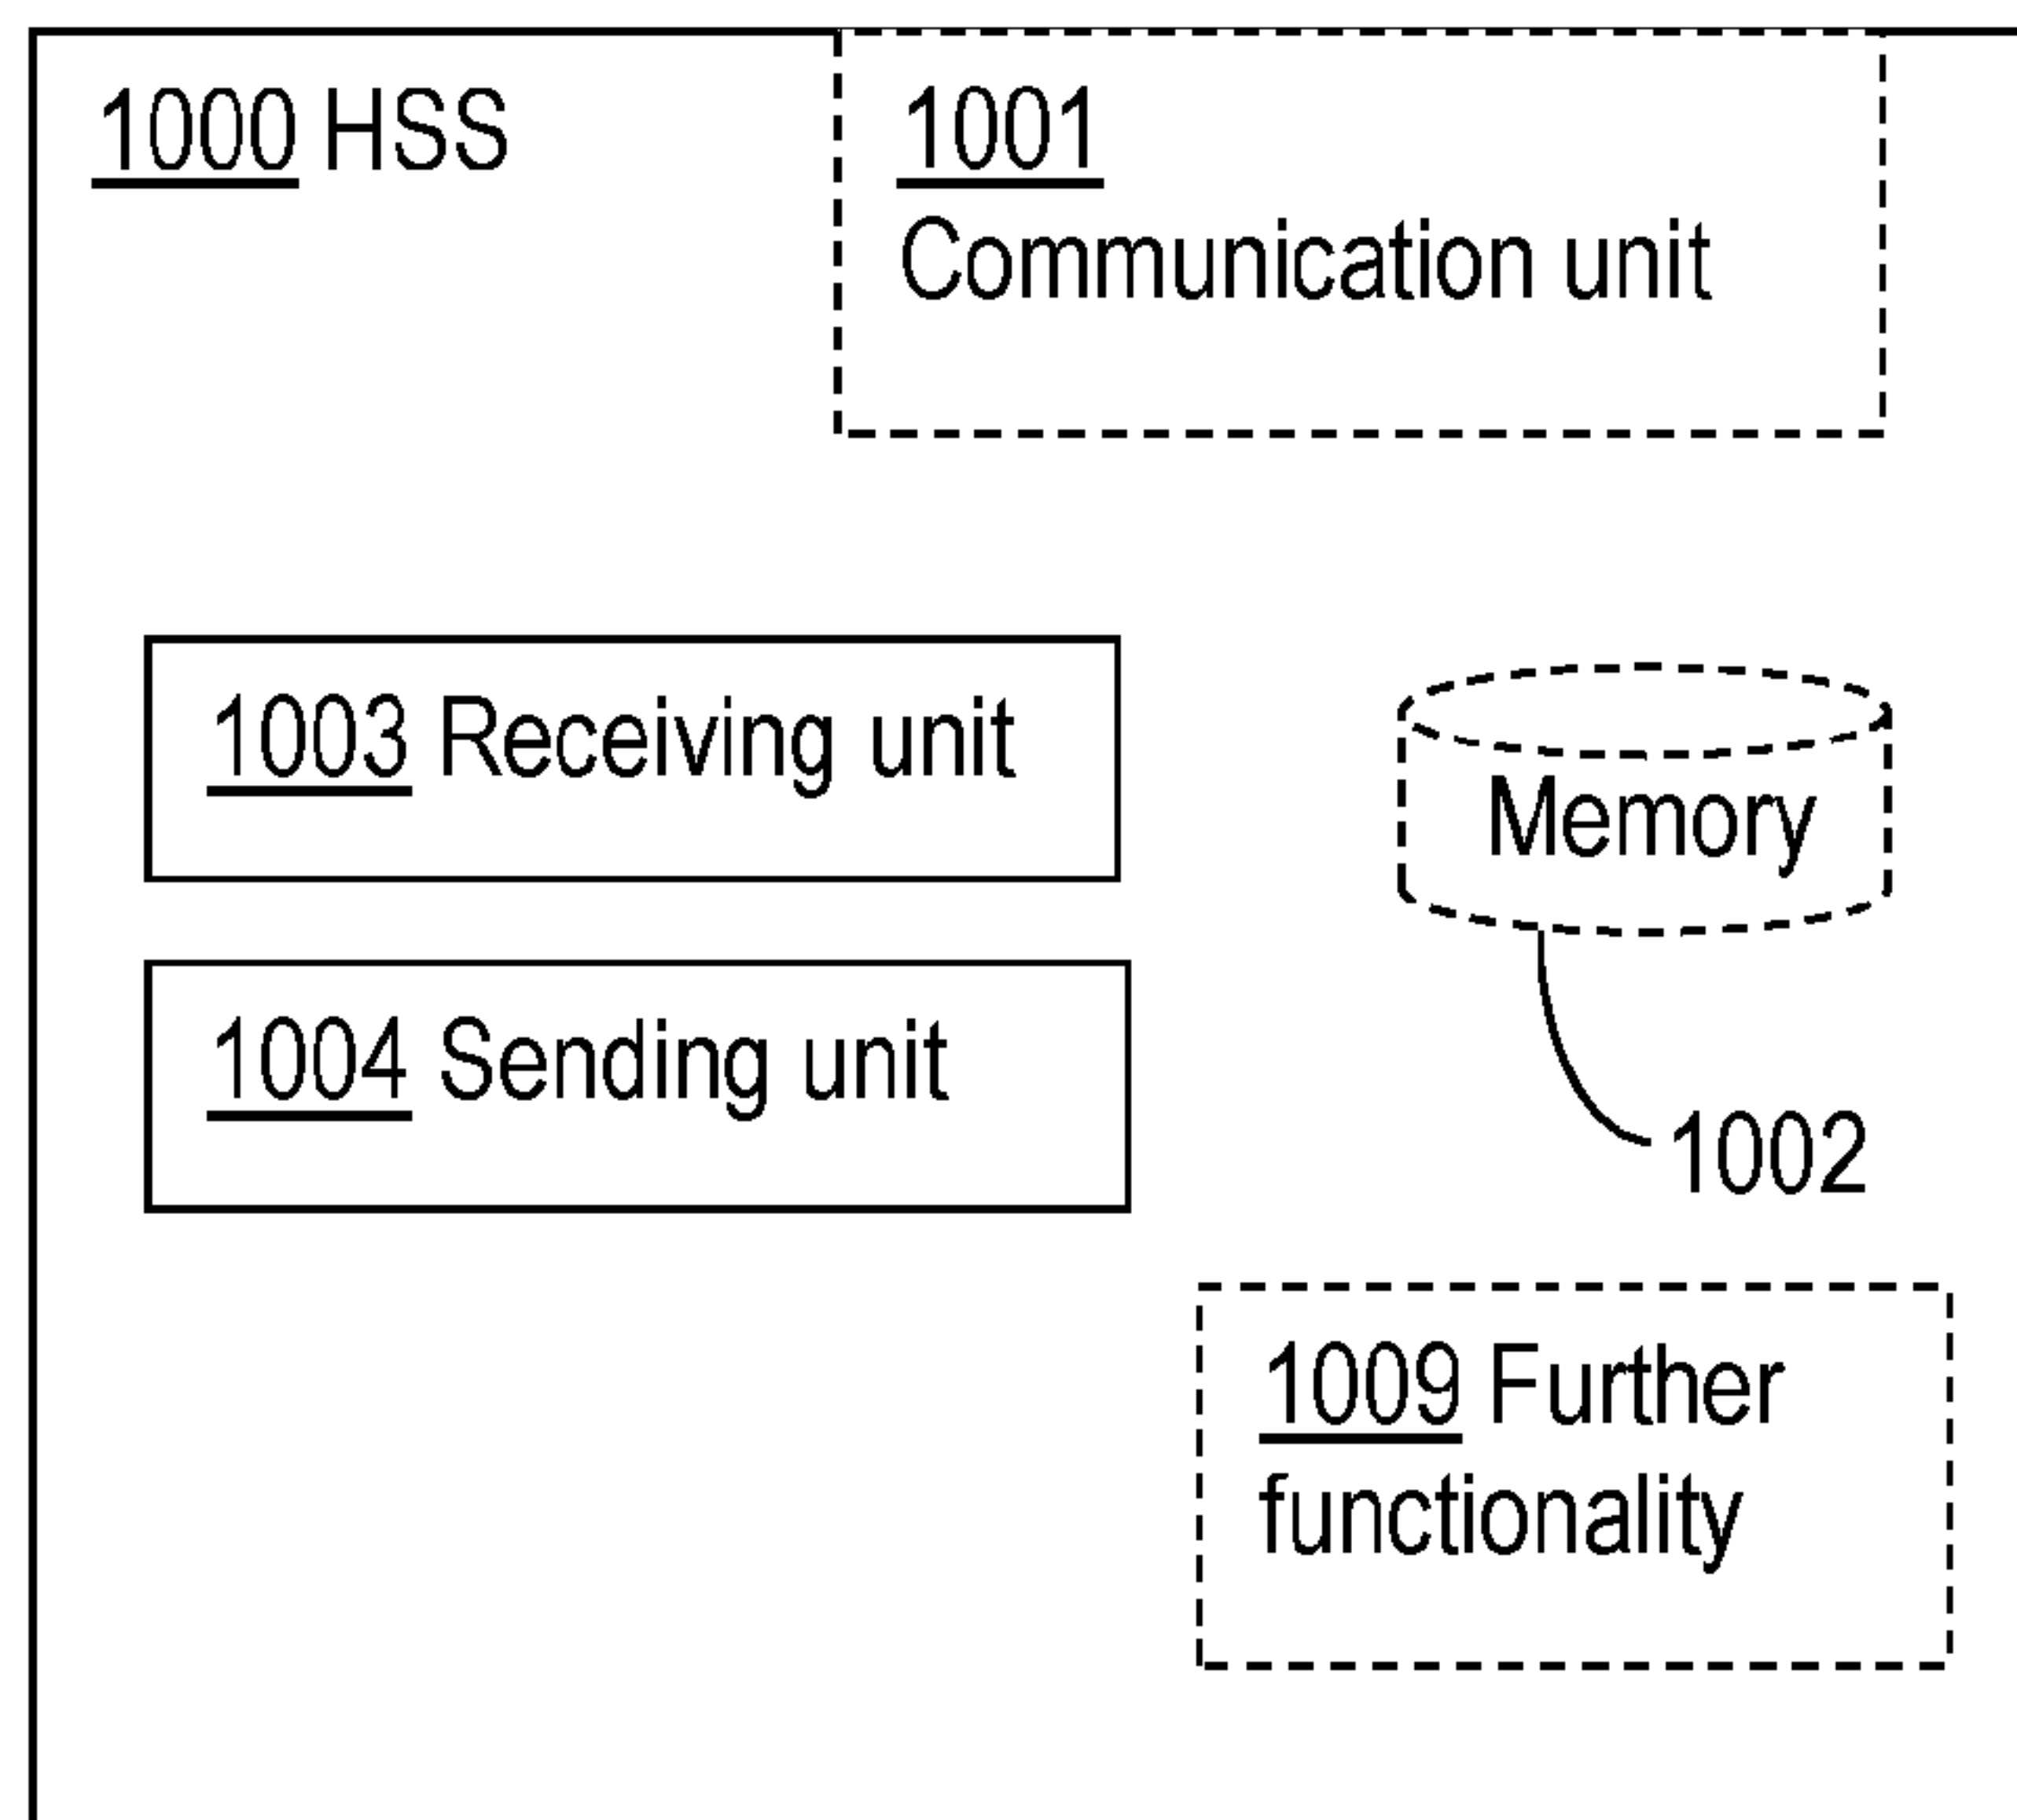 1000 HSS
1001
Communication unit
1003 Receiving unit
Memory
1004 Sending unit
1002
1009 Further
functionality